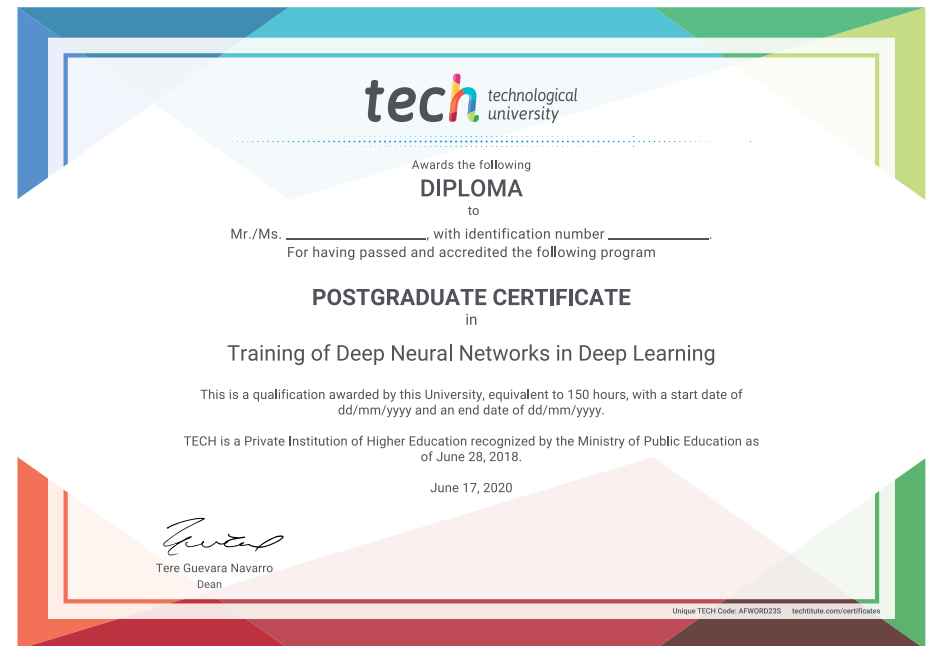 tech technological
university
Awards the following
DIPLOMA
to
Mr./Ms. ____________________, with identification number ______________.
For having passed and accredited the following program
POSTGRADUATE CERTIFICATE
in
Training of Deep Neural Networks in Deep Learning
This is a qualification awarded by this University, equivalent to 150 hours, with a start date of
dd/mm/yyyy and an end date of dd/mm/yyyy.
TECH is a Private Institution of Higher Education recognized by the Ministry of Public Education as
of June 28, 2018.
June 17, 2020
Tere Guevara Navarro
Dean
Unique TECH Code: AFWORD23S techtitute.com/certificates